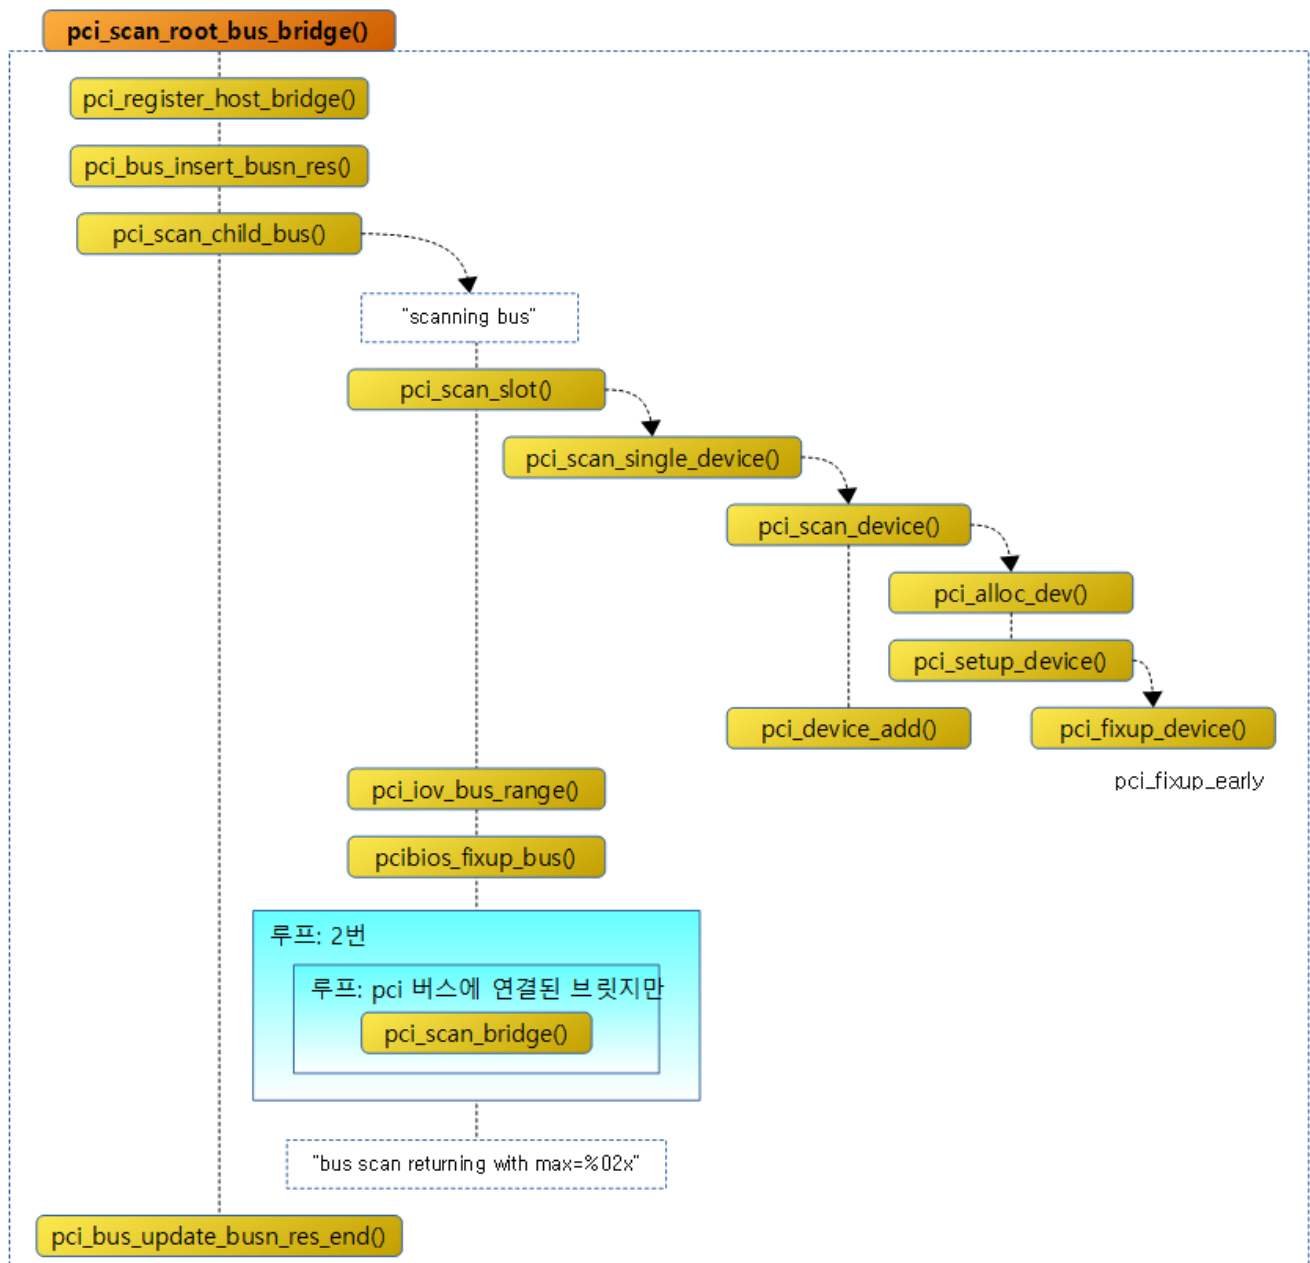 pci_scan_root_bus_bridge()
pci_register_host_bridge()
pci_bus_insert_busn_res()
pci_scan_child_bus()
"scanning bus"
pci_scan_slot()
pci_scan_single_device()
pci_scan_device()
pci_alloc_dev()
pci_setup_device()
pci_device_add()
pci_fixup_device()
pci_fixup_early
pci_iov_bus_range()
pcibios_fixup_bus()
루프: 2번
루프: pci 버스에 연결된 브릿지만
pci_scan_bridge()
"bus scan returning with max=%02x"
pci_bus_update_busn_res_end()